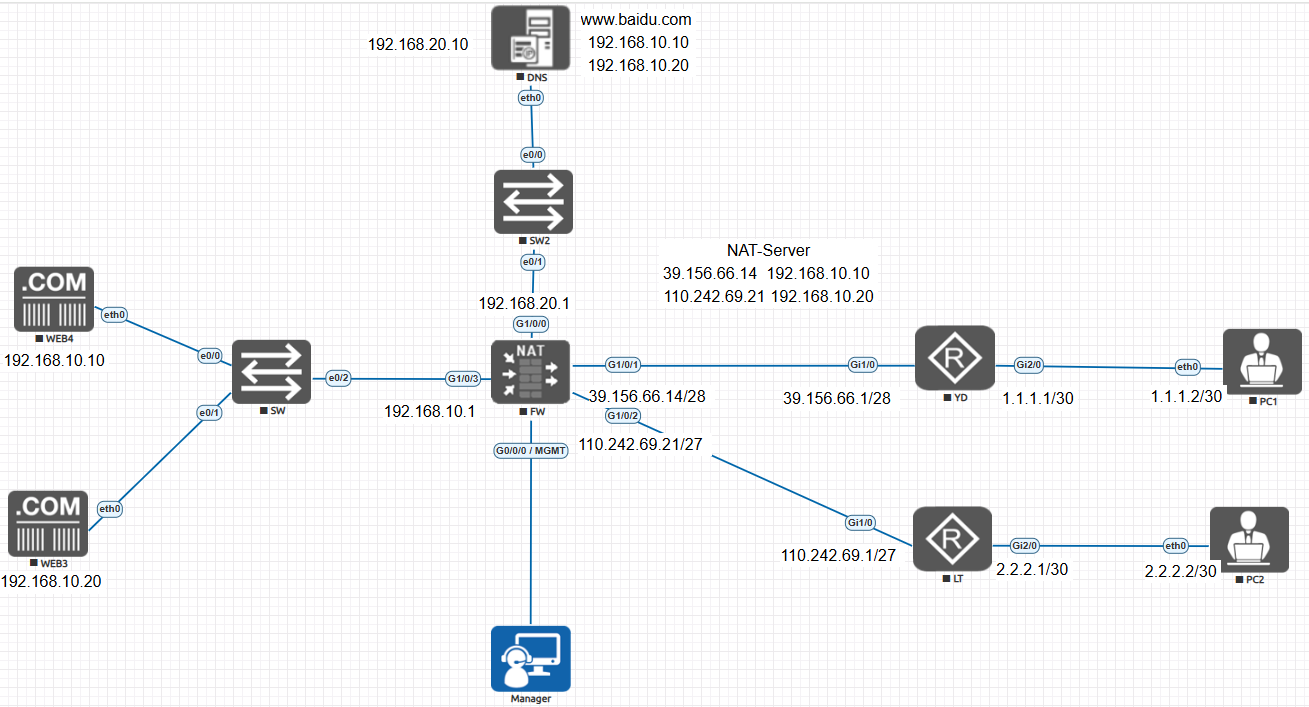 www.baidu.com
192.168.20.10
192.168.10.10
192.168.10.20
DNS
eth0
e0/0
SW2
e0/1
NAT-Server
39.156.66.14 192.168.10.10
110.242.69.21 192.168.10.20
192.168.20.1
G1/0/0
.COM
eth0
WEB4
192.168.10.10
e0/0
SW
e0/1
e0/2
G1/0/3
192.168.10.1
NAT
FW
G1/0/1
39.156.66.14/28
G1/0/2
110.242.69.21/27
G0/0/0 / MGMT
Gi1/0
39.156.66.1/28
R
YD
Gi2/0
1.1.1.1/30
eth0
1.1.1.2/30
PC1
.COM
eth0
WEB3
192.168.10.20
Gi1/0
110.242.69.1/27
R
LT
Gi2/0
2.2.2.1/30
eth0
2.2.2.2/30
PC2
Manager